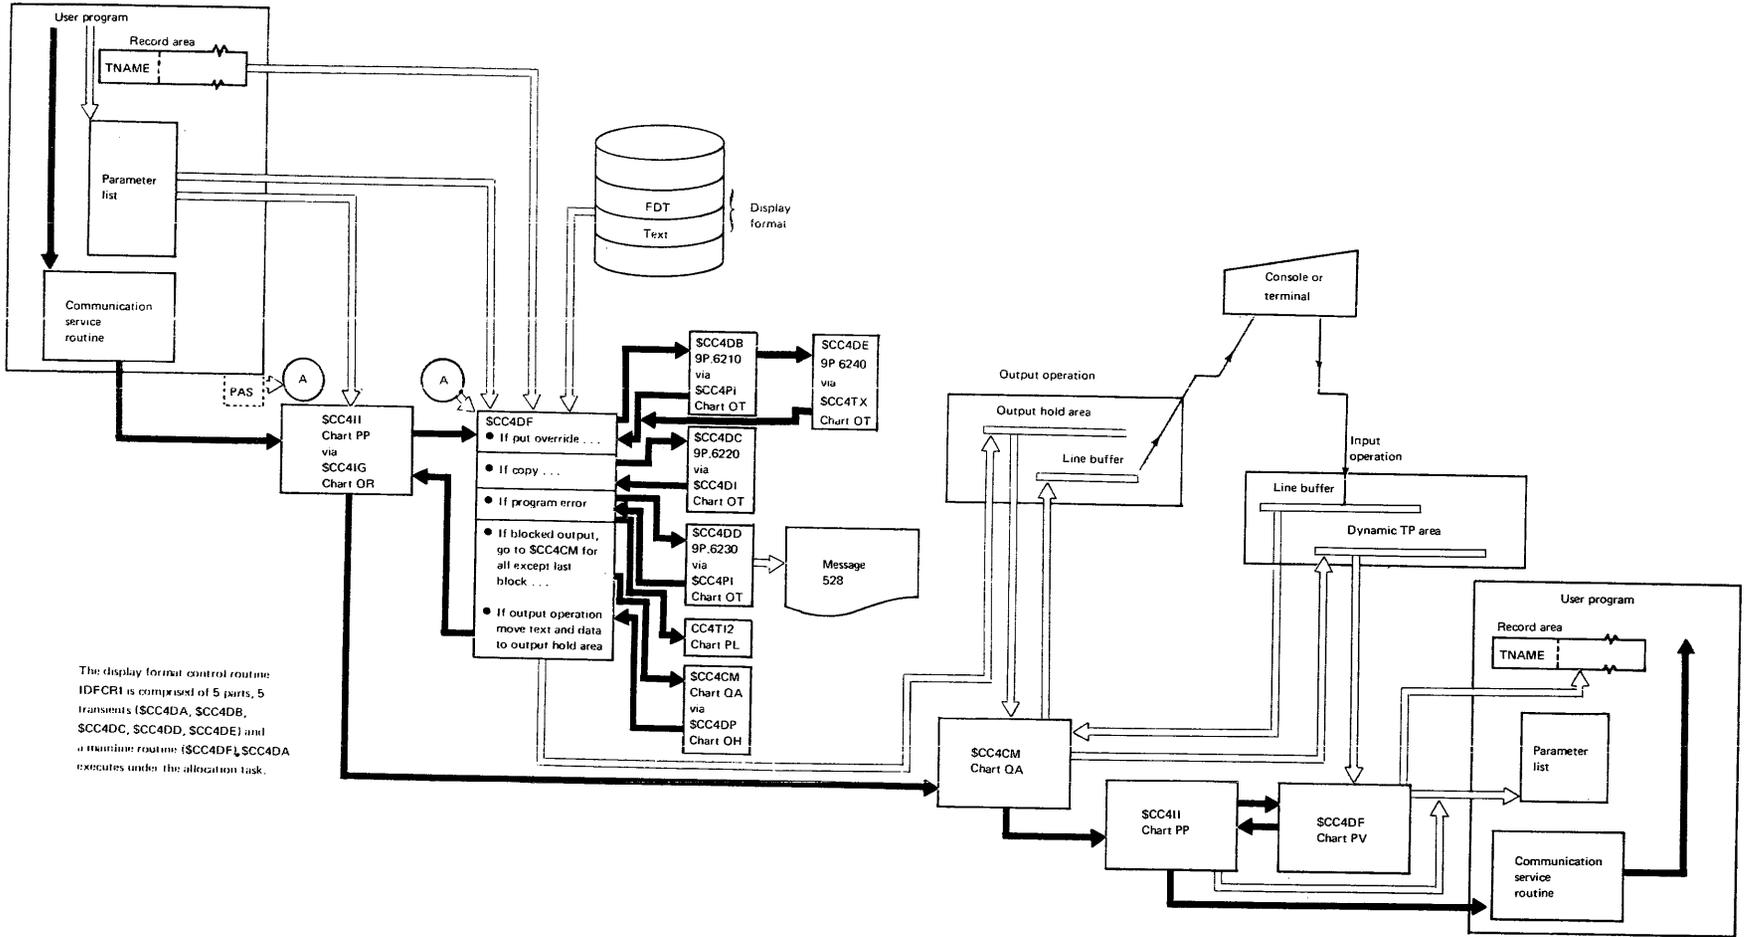 User program
Record area
TNAME
Parameter
list
Communication
service
routine
PAS
A
A
FDT
Text
Display
format
$CC4II
Chart PP
via
$CC4IG
Chart OR
$CC4DF
● If put override . . .
● If copy . . .
● If program error
● If blocked output,
go to $CC4CM for
all except last
block . . .
● If output operation
move text and data
to output hold area
$CC4DB
9P.6210
via
$CC4PI
Chart OT
$CC4DE
9P 6240
via
$CC4TX
Chart OT
$CC4DC
9P.6220
via
$CC4DI
Chart OT
$CC4DD
9P.6230
via
$CC4PI
Chart OT
Message
528
CC4TI2
Chart PL
$CC4CM
Chart QA
via
$CC4DP
Chart OH
The display format control routine
IDFCR1 is comprised of 5 parts, 5
transients ($CC4DA, $CC4DB,
$CC4DC, $CC4DD, $CC4DE) and
a mainline routine ($CC4DF). $CC4DA
executes under the allocation task.
Console or
terminal
Output operation
Output hold area
Line buffer
Input
operation
Line buffer
Dynamic TP area
$CC4CM
Chart QA
$CC4II
Chart PP
$CC4DF
Chart PV
User program
Record area
TNAME
Parameter
list
Communication
service
routine